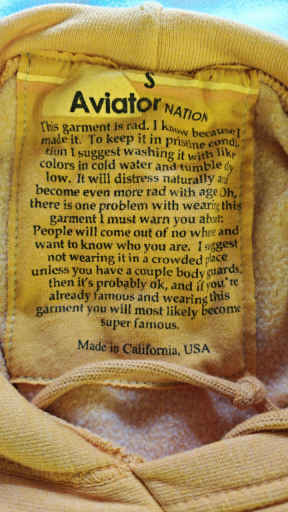 S
Aviator NATION
This garment is rad. I know because I
made it. To keep it in pristine condi-
tion I suggest washing it with like
colors in cold water and tumble dry
low. It will distress naturally and
become even more rad with age. Oh,
there is one problem with wearing this
garment I must warn you about:
People will come out of no where and
want to know who you are. I suggest
not wearing it in a crowded place
unless you have a couple body guards,
then it's probably ok, and if you're
already famous and wearing this
garment you will most likely become
super famous.
Made in California, USA